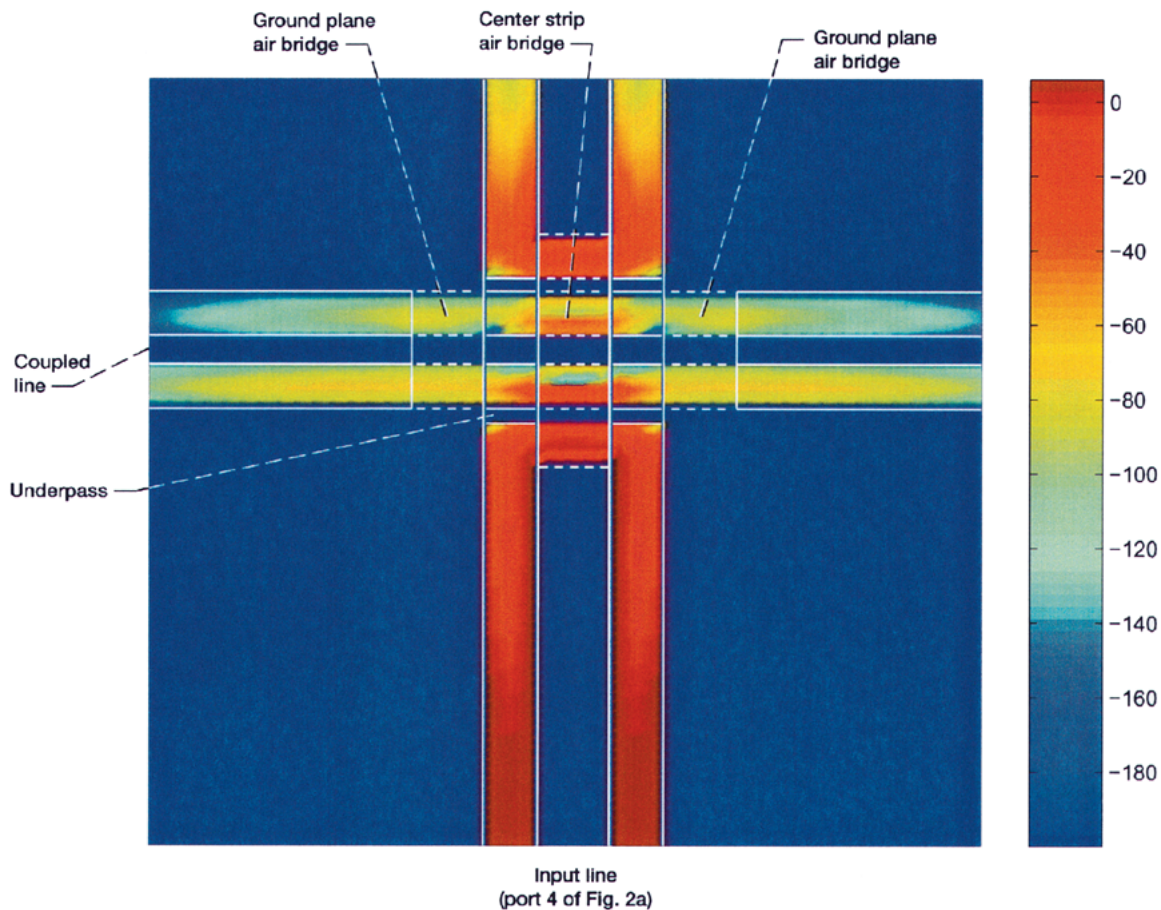 Ground plane
air bridge
Center strip
air bridge
Ground plane
air bridge
Coupled
line
Underpass
0
−20
−40
−60
−80
−100
−120
−140
−160
−180
Input line
(port 4 of Fig. 2a)